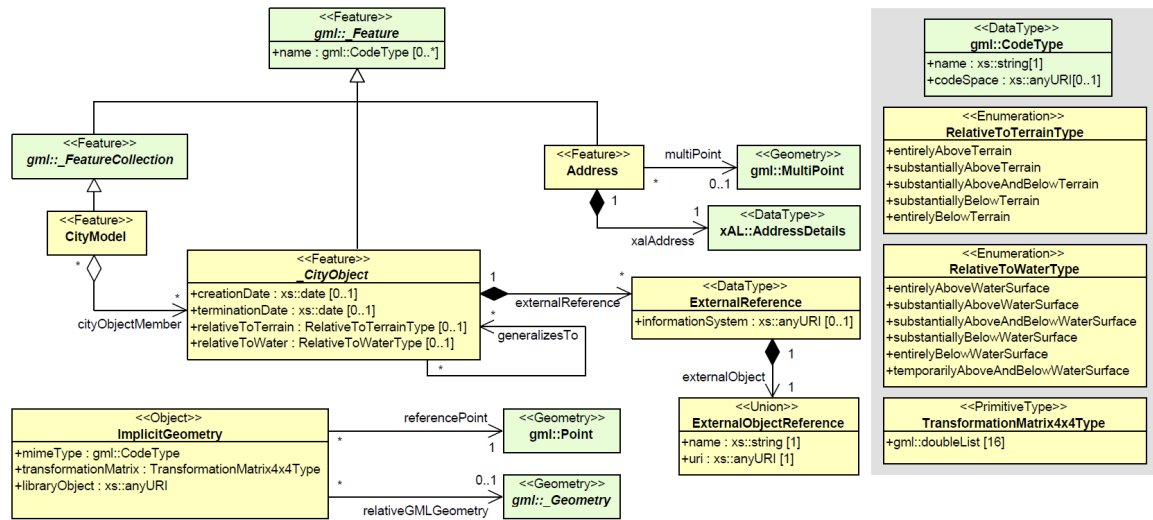 <<Feature>>
gml::_Feature
+name : gml::CodeType [0..*]
<<Feature>>
gml::_FeatureCollection
<<Feature>>
CityModel
*
*
cityObjectMember
<<Feature>>
Address
multiPoint
*
0..1
<<Geometry>>
gml::MultiPoint
1
1
xalAddress
<<DataType>>
xAL::AddressDetails
<<Feature>>
_CityObject
+creationDate : xs::date [0..1]
+terminationDate : xs::date [0..1]
+relativeToTerrain : RelativeToTerrainType [0..1]
+relativeToWater : RelativeToWaterType [0..1]
1
*
externalReference
*
generalizesTo
*
<<DataType>>
ExternalReference
+informationSystem : xs::anyURI [0..1]
1
externalObject
1
<<Union>>
ExternalObjectReference
+name : xs::string [1]
+uri : xs::anyURI [1]
<<Object>>
ImplicitGeometry
+mimeType : gml::CodeType
+transformationMatrix : TransformationMatrix4x4Type
+libraryObject : xs::anyURI
referencePoint
*
1
<<Geometry>>
gml::Point
*
0..1
relativeGMLGeometry
<<Geometry>>
gml::_Geometry
<<DataType>>
gml::CodeType
+name : xs::string[1]
+codeSpace : xs::anyURI[0..1]
<<Enumeration>>
RelativeToTerrainType
+entirelyAboveTerrain
+substantiallyAboveTerrain
+substantiallyAboveAndBelowTerrain
+substantiallyBelowTerrain
+entirelyBelowTerrain
<<Enumeration>>
RelativeToWaterType
+entirelyAboveWaterSurface
+substantiallyAboveWaterSurface
+substantiallyAboveAndBelowWaterSurface
+substantiallyBelowWaterSurface
+entirelyBelowWaterSurface
+temporarilyAboveAndBelowWaterSurface
<<PrimitiveType>>
TransformationMatrix4x4Type
+gml::doubleList [16]